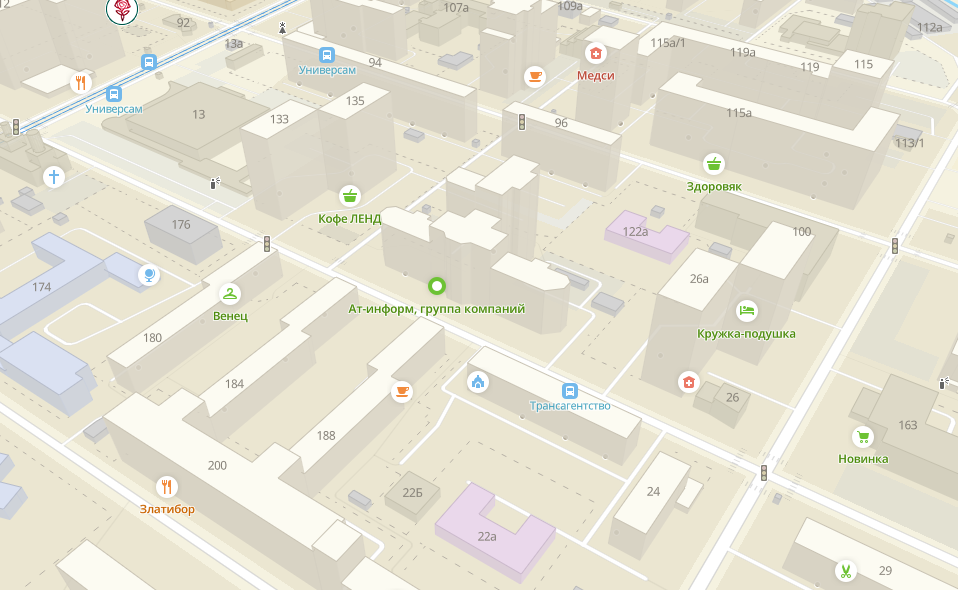 12
92
107а
109а
112а
13а
94
Универсам
Медси
115а/1
119а
119
115
Универсам
13
133
135
96
115а
113/1
Здоровяк
Кофе ЛЕНД
176
122а
100
174
26а
Венец
Ат-информ, группа компаний
Кружка-подушка
180
184
Трансагентство
26
163
188
Новинка
200
22Б
24
Златибор
22а
29